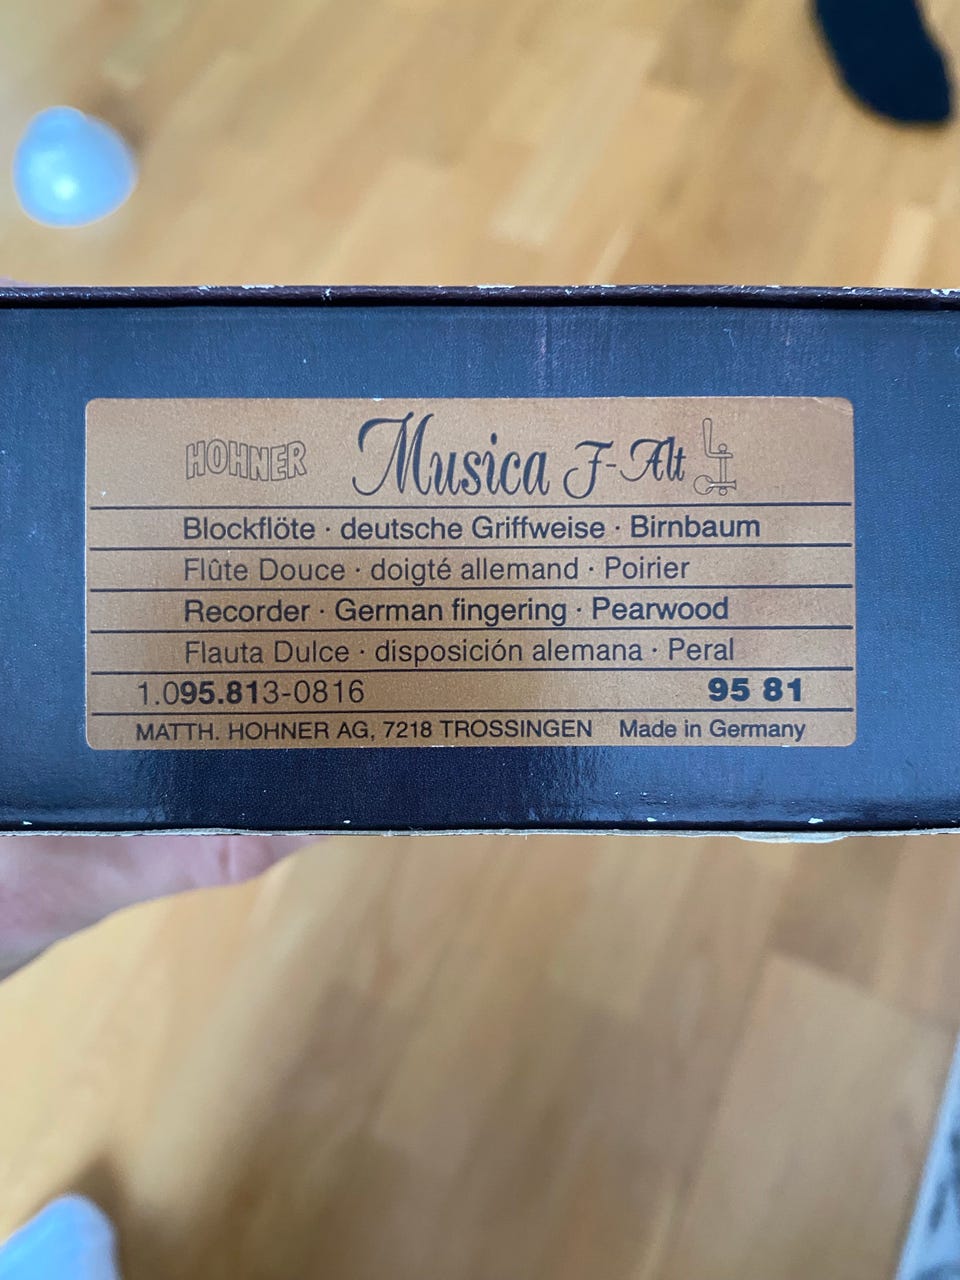 HOHNER Musica F-Alt
Blockflöte · deutsche Griffweise · Birnbaum
Flûte Douce · doigté allemand · Poirier
Recorder · German fingering · Pearwood
Flauta Dulce · disposición alemana · Peral
1.095.813-0816 95 81
MATTH. HOHNER AG, 7218 TROSSINGEN Made in Germany